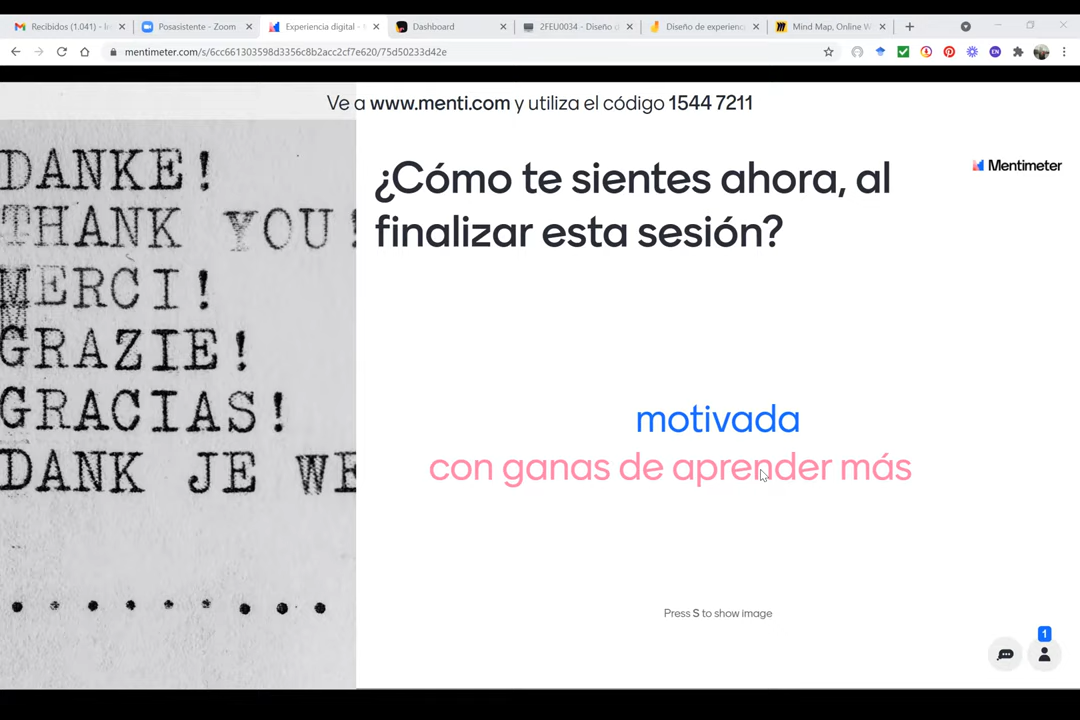 Recibidos (1.041) - I
Posasistente - Zoom
Experiencia digital -
Dashboard
2FEU0034 - Diseño d
Diseño de experienc
Mind Map, Online W
mentimeter.com/s/6cc661303598d3356c8b2acc2cf7e620/75d50233d42e
Ve a www.menti.com y utiliza el código 1544 7211
DANKE!
THANK YOU!
MERCI!
GRAZIE!
GRACIAS!
DANK JE WE
¿Cómo te sientes ahora, al
finalizar esta sesión?
Mentimeter
motivada
con ganas de aprender más
Press S to show image
1